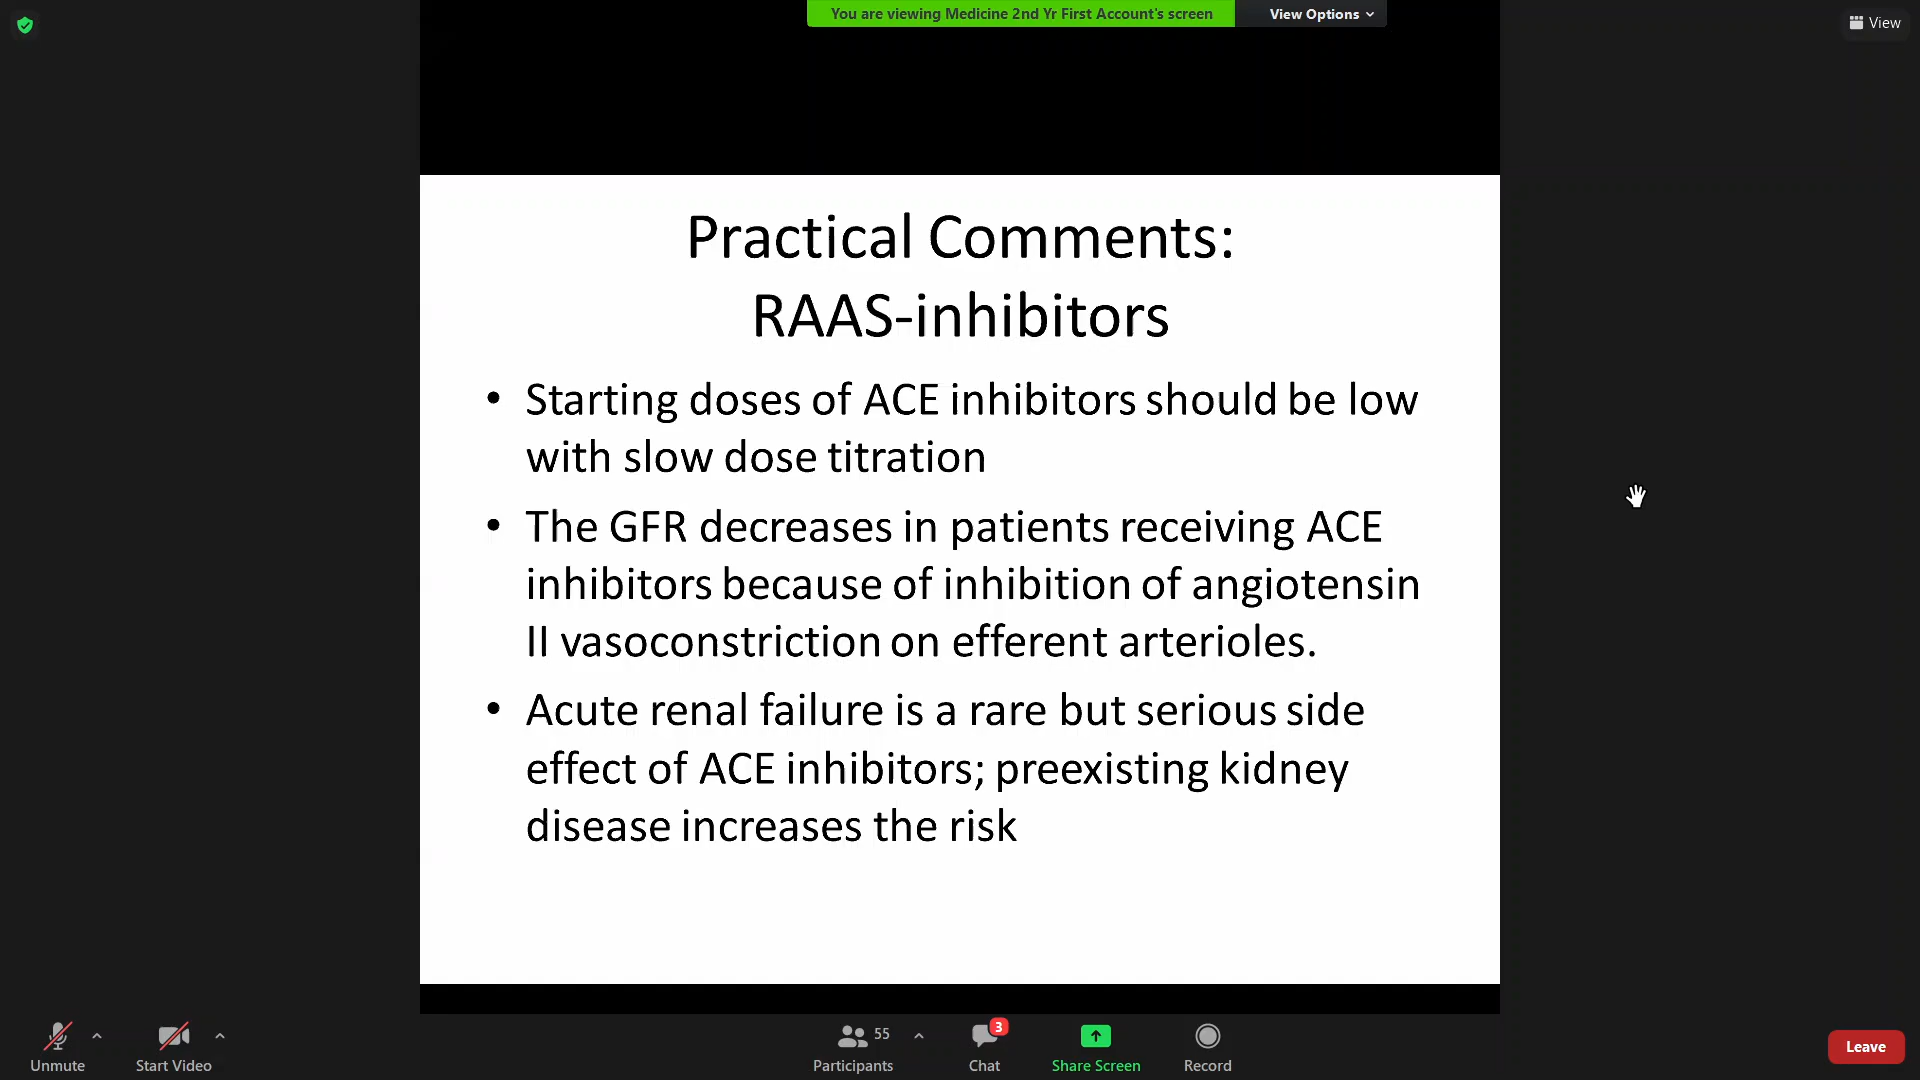 You are viewing Medicine 2nd Yr First Account's screen
View Options
View
Practical Comments:
RAAS-inhibitors
• Starting doses of ACE inhibitors should be low
with slow dose titration
• The GFR decreases in patients receiving ACE
inhibitors because of inhibition of angiotensin
II vasoconstriction on efferent arterioles.
• Acute renal failure is a rare but serious side
effect of ACE inhibitors; preexisting kidney
disease increases the risk
Unmute
Start Video
55
Participants
3
Chat
Share Screen
Record
Leave